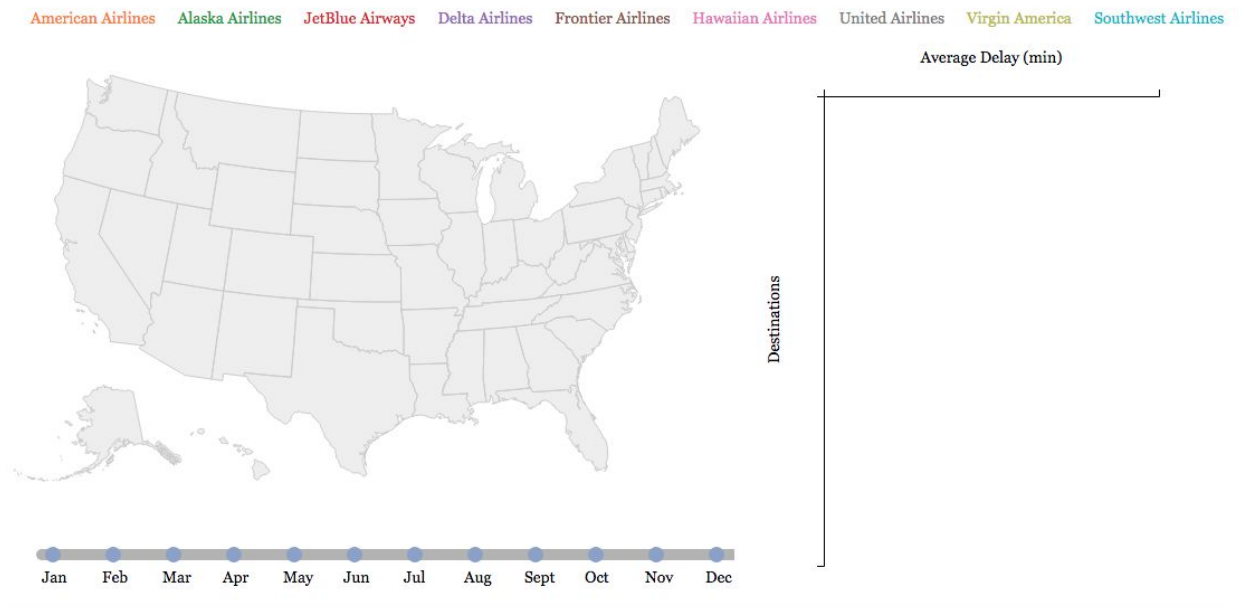 American Airlines Alaska Airlines JetBlue Airways Delta Airlines Frontier Airlines Hawaiian Airlines United Airlines Virgin America Southwest Airlines
Average Delay (min)
Destinations
Jan Feb Mar Apr May Jun Jul Aug Sept Oct Nov Dec